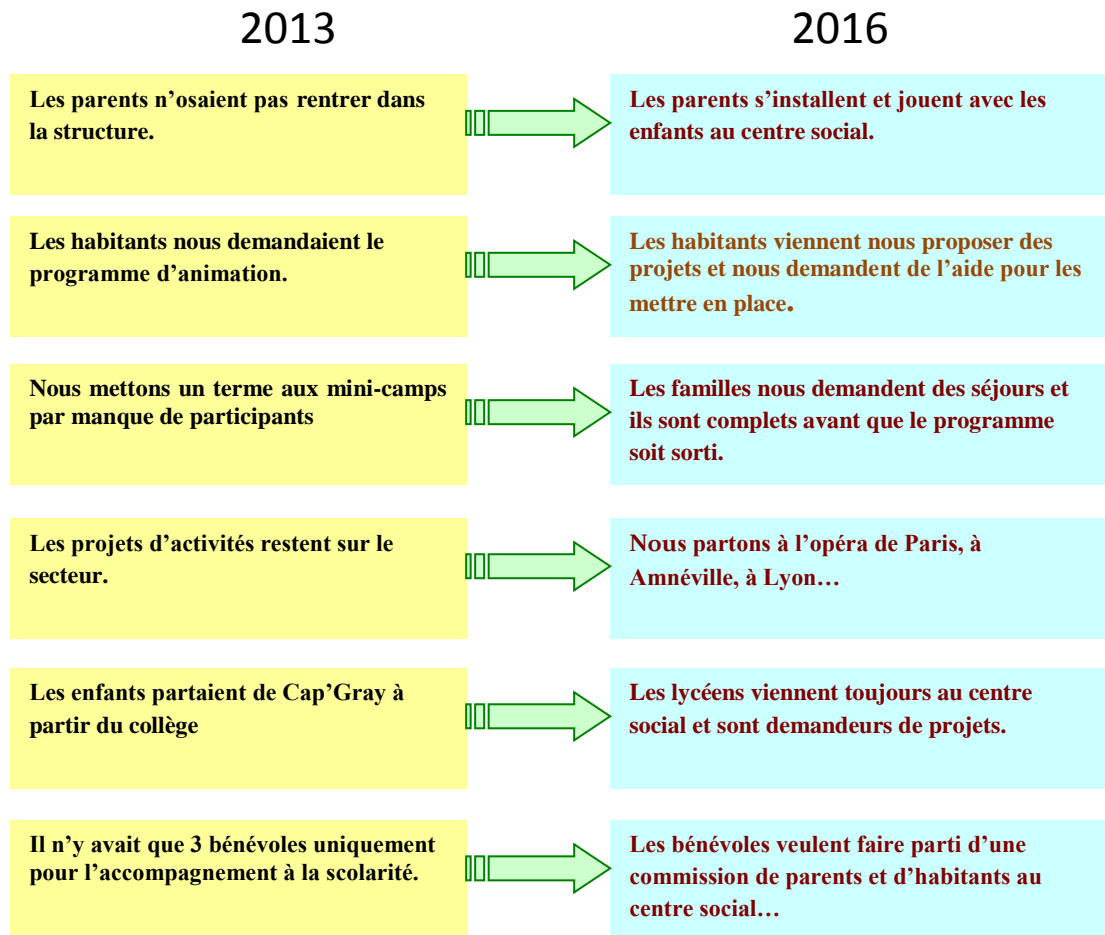 2013
2016
Les parents n’osaient pas rentrer dans
la structure.
Les parents s’installent et jouent avec les
enfants au centre social.
Les habitants nous demandaient le
programme d’animation.
Les habitants viennent nous proposer des
projets et nous demandent de l’aide pour les
mettre en place.
Nous mettons un terme aux mini-camps
par manque de participants
Les familles nous demandent des séjours et
ils sont complets avant que le programme
soit sorti.
Les projets d’activités restent sur le
secteur.
Nous partons à l’opéra de Paris, à
Amnéville, à Lyon…
Les enfants partaient de Cap’Gray à
partir du collège
Les lycéens viennent toujours au centre
social et sont demandeurs de projets.
Il n’y avait que 3 bénévoles uniquement
pour l’accompagnement à la scolarité.
Les bénévoles veulent faire parti d’une
commission de parents et d’habitants au
centre social…